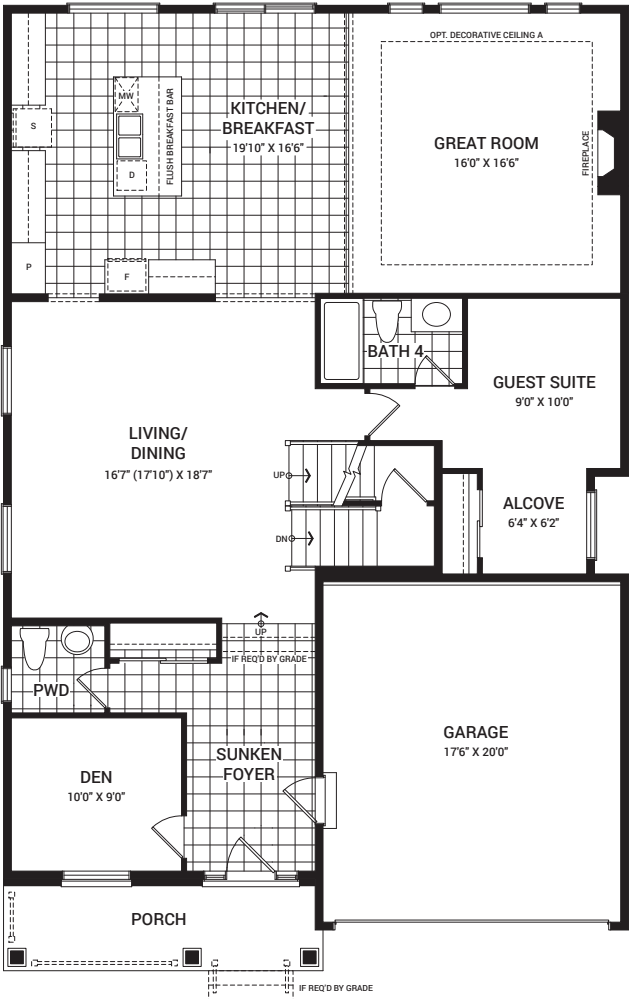 OPT. DECORATIVE CEILING A
MW
S
D
FLUSH BREAKFAST BAR
KITCHEN/
BREAKFAST
19'10" X 16'6"
GREAT ROOM
16'0" X 16'6"
FIREPLACE
P
F
BATH 4
GUEST SUITE
9'0" X 10'0"
LIVING/
DINING
16'7" (17'10") X 18'7"
UP
ALCOVE
6'4" X 6'2"
DN
UP
IF REQ'D BY GRADE
PWD
SUNKEN
FOYER
GARAGE
17'6" X 20'0"
DEN
10'0" X 9'0"
PORCH
IF REQ'D BY GRADE